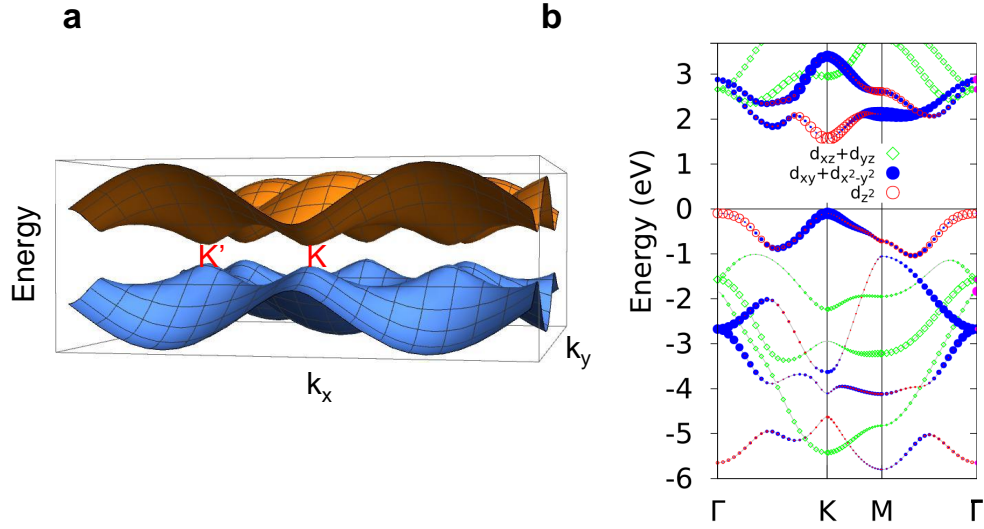 a
b
Energy
K'
K
k_x
k_y
Energy (eV)
3
2
1
0
-1
-2
-3
-4
-5
-6
d_xz+d_yz
d_xy+d_x²-y²
d_z²
Γ
K
M
Γ